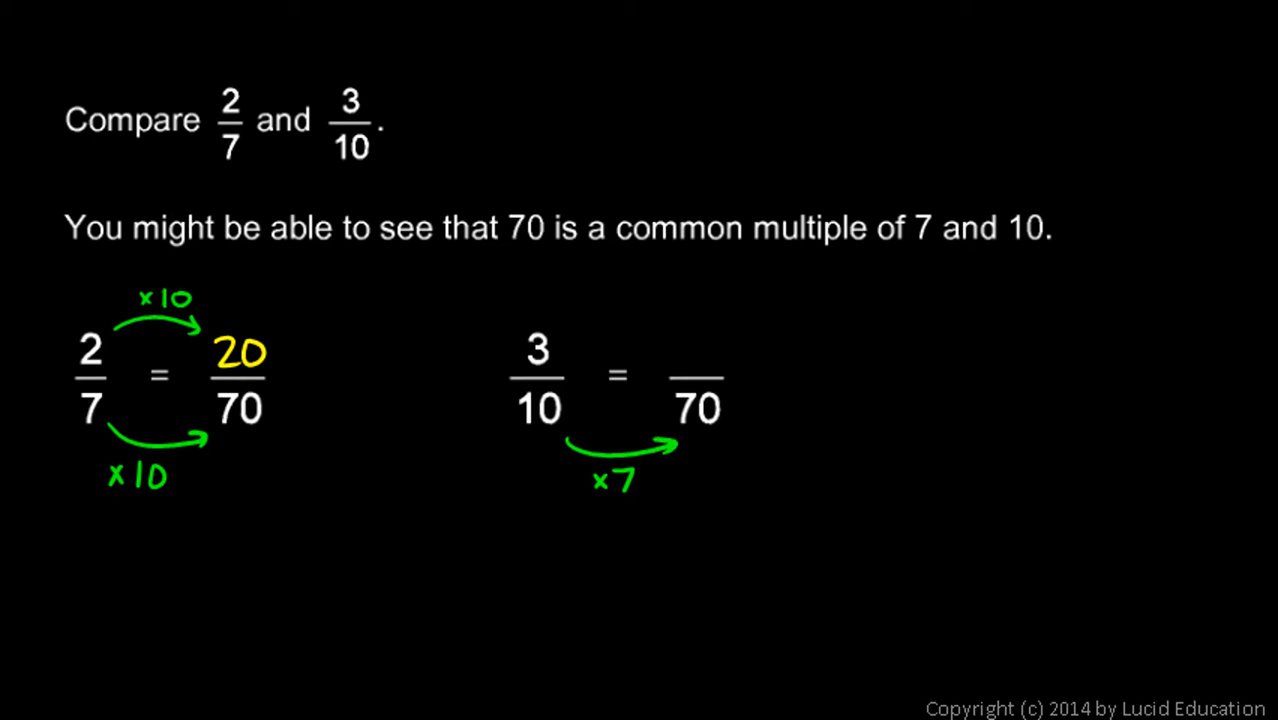 Compare 2/7 and 3/10.
You might be able to see that 70 is a common multiple of 7 and 10.
×10 
2/7 = 20/70 3/10 = /70
×10 ×7
Copyright (c) 2014 by Lucid Education